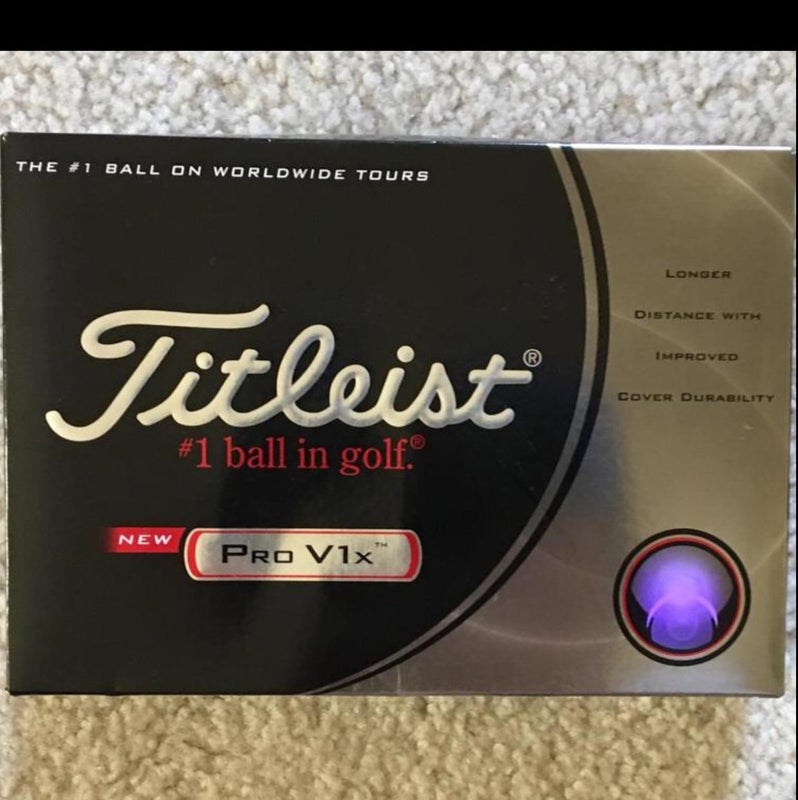 THE #1 BALL ON WORLDWIDE TOURS
Titleist®
#1 ball in golf.®
NEW
PRO V1x™
LONGER
DISTANCE WITH
IMPROVED
COVER DURABILITY